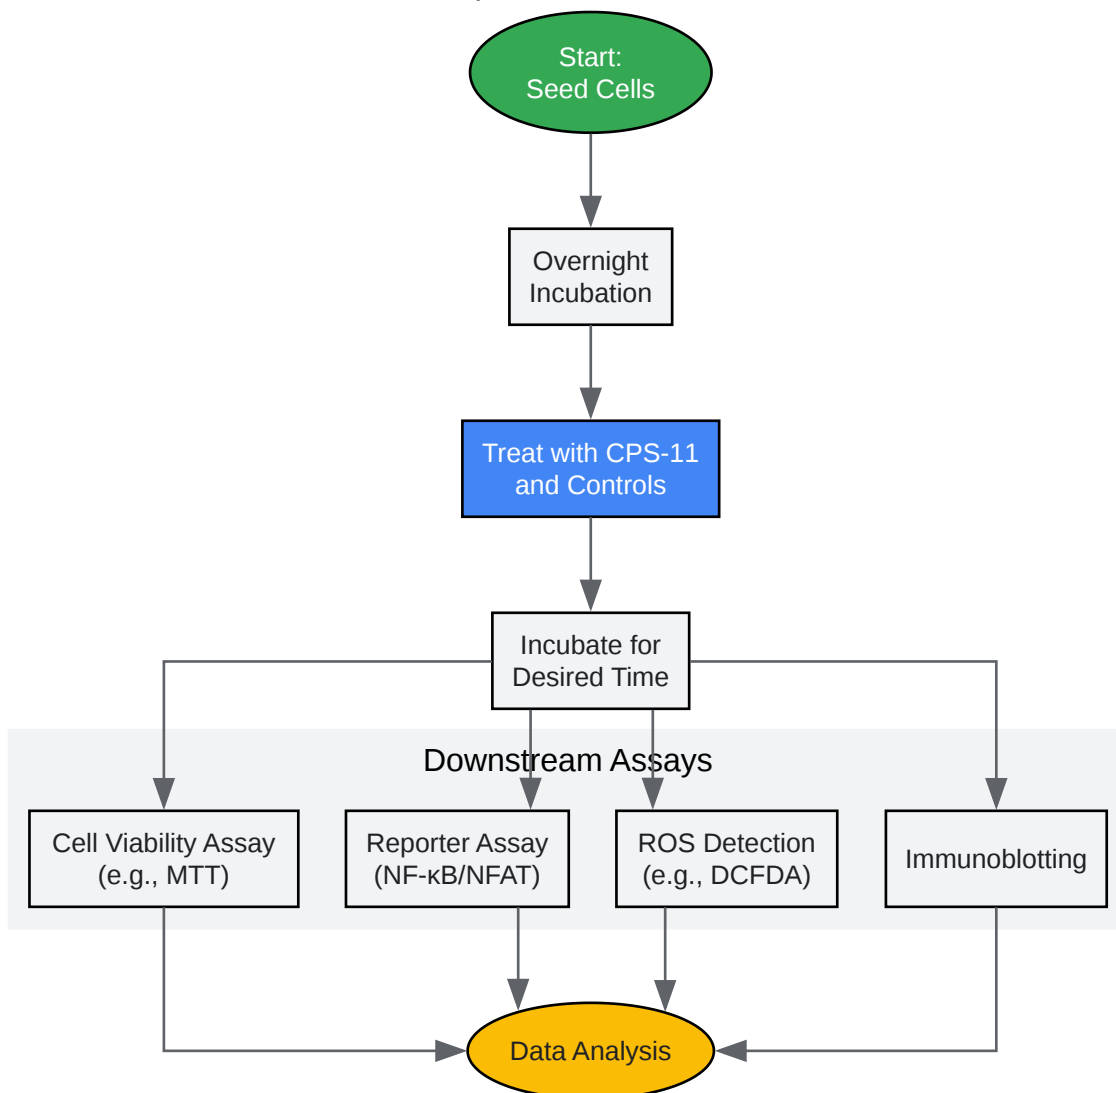 Start:
Seed Cells
Overnight
Incubation
Treat with CPS-11
and Controls
Incubate for
Desired Time
Downstream Assays
Cell Viability Assay
(e.g., MTT)
Reporter Assay
(NF-κB/NFAT)
ROS Detection
(e.g., DCFDA)
Immunoblotting
Data Analysis